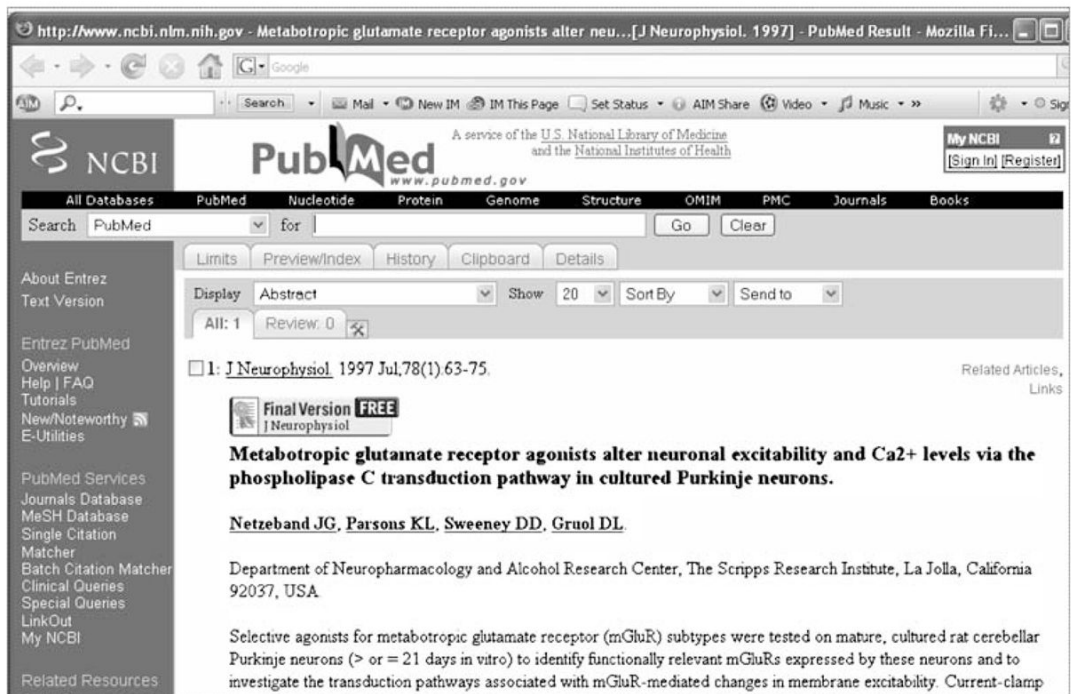 http://www.ncbi.nlm.nih.gov - Metabotropic glutamate receptor agonists alter neu...[J Neurophysiol. 1997] - PubMed Result - Mozilla Fi...
G Google
AIM Search Mail New IM IM This Page Set Status AIM Share Video Music » Sig
NCBI
PubMed
www.pubmed.gov
A service of the U.S. National Library of Medicine
and the National Institutes of Health
My NCBI ?
[Sign In] [Register]
All Databases PubMed Nucleotide Protein Genome Structure OMIM PMC Journals Books
Search PubMed for Go Clear
Limits Preview/Index History Clipboard Details
Display Abstract Show 20 Sort By Send to
All: 1 Review: 0
About Entrez
Text Version
Entrez PubMed
Overview
Help | FAQ
Tutorials
New/Noteworthy
E-Utilities
PubMed Services
Journals Database
MeSH Database
Single Citation
Matcher
Batch Citation Matcher
Clinical Queries
Special Queries
LinkOut
My NCBI
Related Resources
1: J Neurophysiol. 1997 Jul;78(1):63-75.
Related Articles,
Links
Final Version FREE
J Neurophysiol
Metabotropic glutamate receptor agonists alter neuronal excitability and Ca2+ levels via the
phospholipase C transduction pathway in cultured Purkinje neurons.
Netzeband JG, Parsons KL, Sweeney DD, Gruol DL.
Department of Neuropharmacology and Alcohol Research Center, The Scripps Research Institute, La Jolla, California
92037, USA.
Selective agonists for metabotropic glutamate receptor (mGluR) subtypes were tested on mature, cultured rat cerebellar
Purkinje neurons (> or = 21 days in vitro) to identify functionally relevant mGluRs expressed by these neurons and to
investigate the transduction pathways associated with mGluR-mediated changes in membrane excitability. Current-clamp